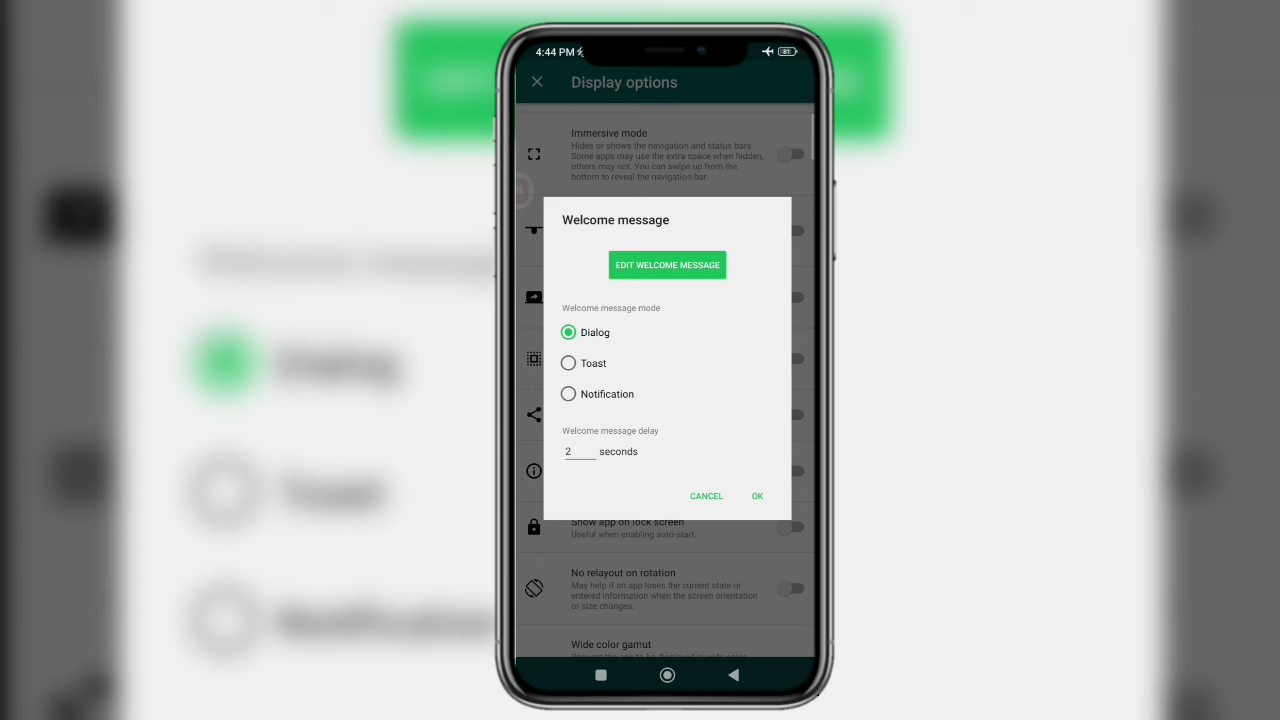 4:44 PM
81
Display options
Immersive mode
Hides or shows the navigation and status bars.
Some apps may use the extra space when hidden,
others may not. You can swipe up from the
bottom to reveal the navigation bar.
Welcome message
EDIT WELCOME MESSAGE
Welcome message mode
Dialog
Toast
Notification
Welcome message delay
2 seconds
CANCEL OK
Show app on lock screen
Useful when enabling auto-start.
No relayout on rotation
May help if an app loses the current state or
entered information when the screen orientation
or size changes.
Wide color gamut